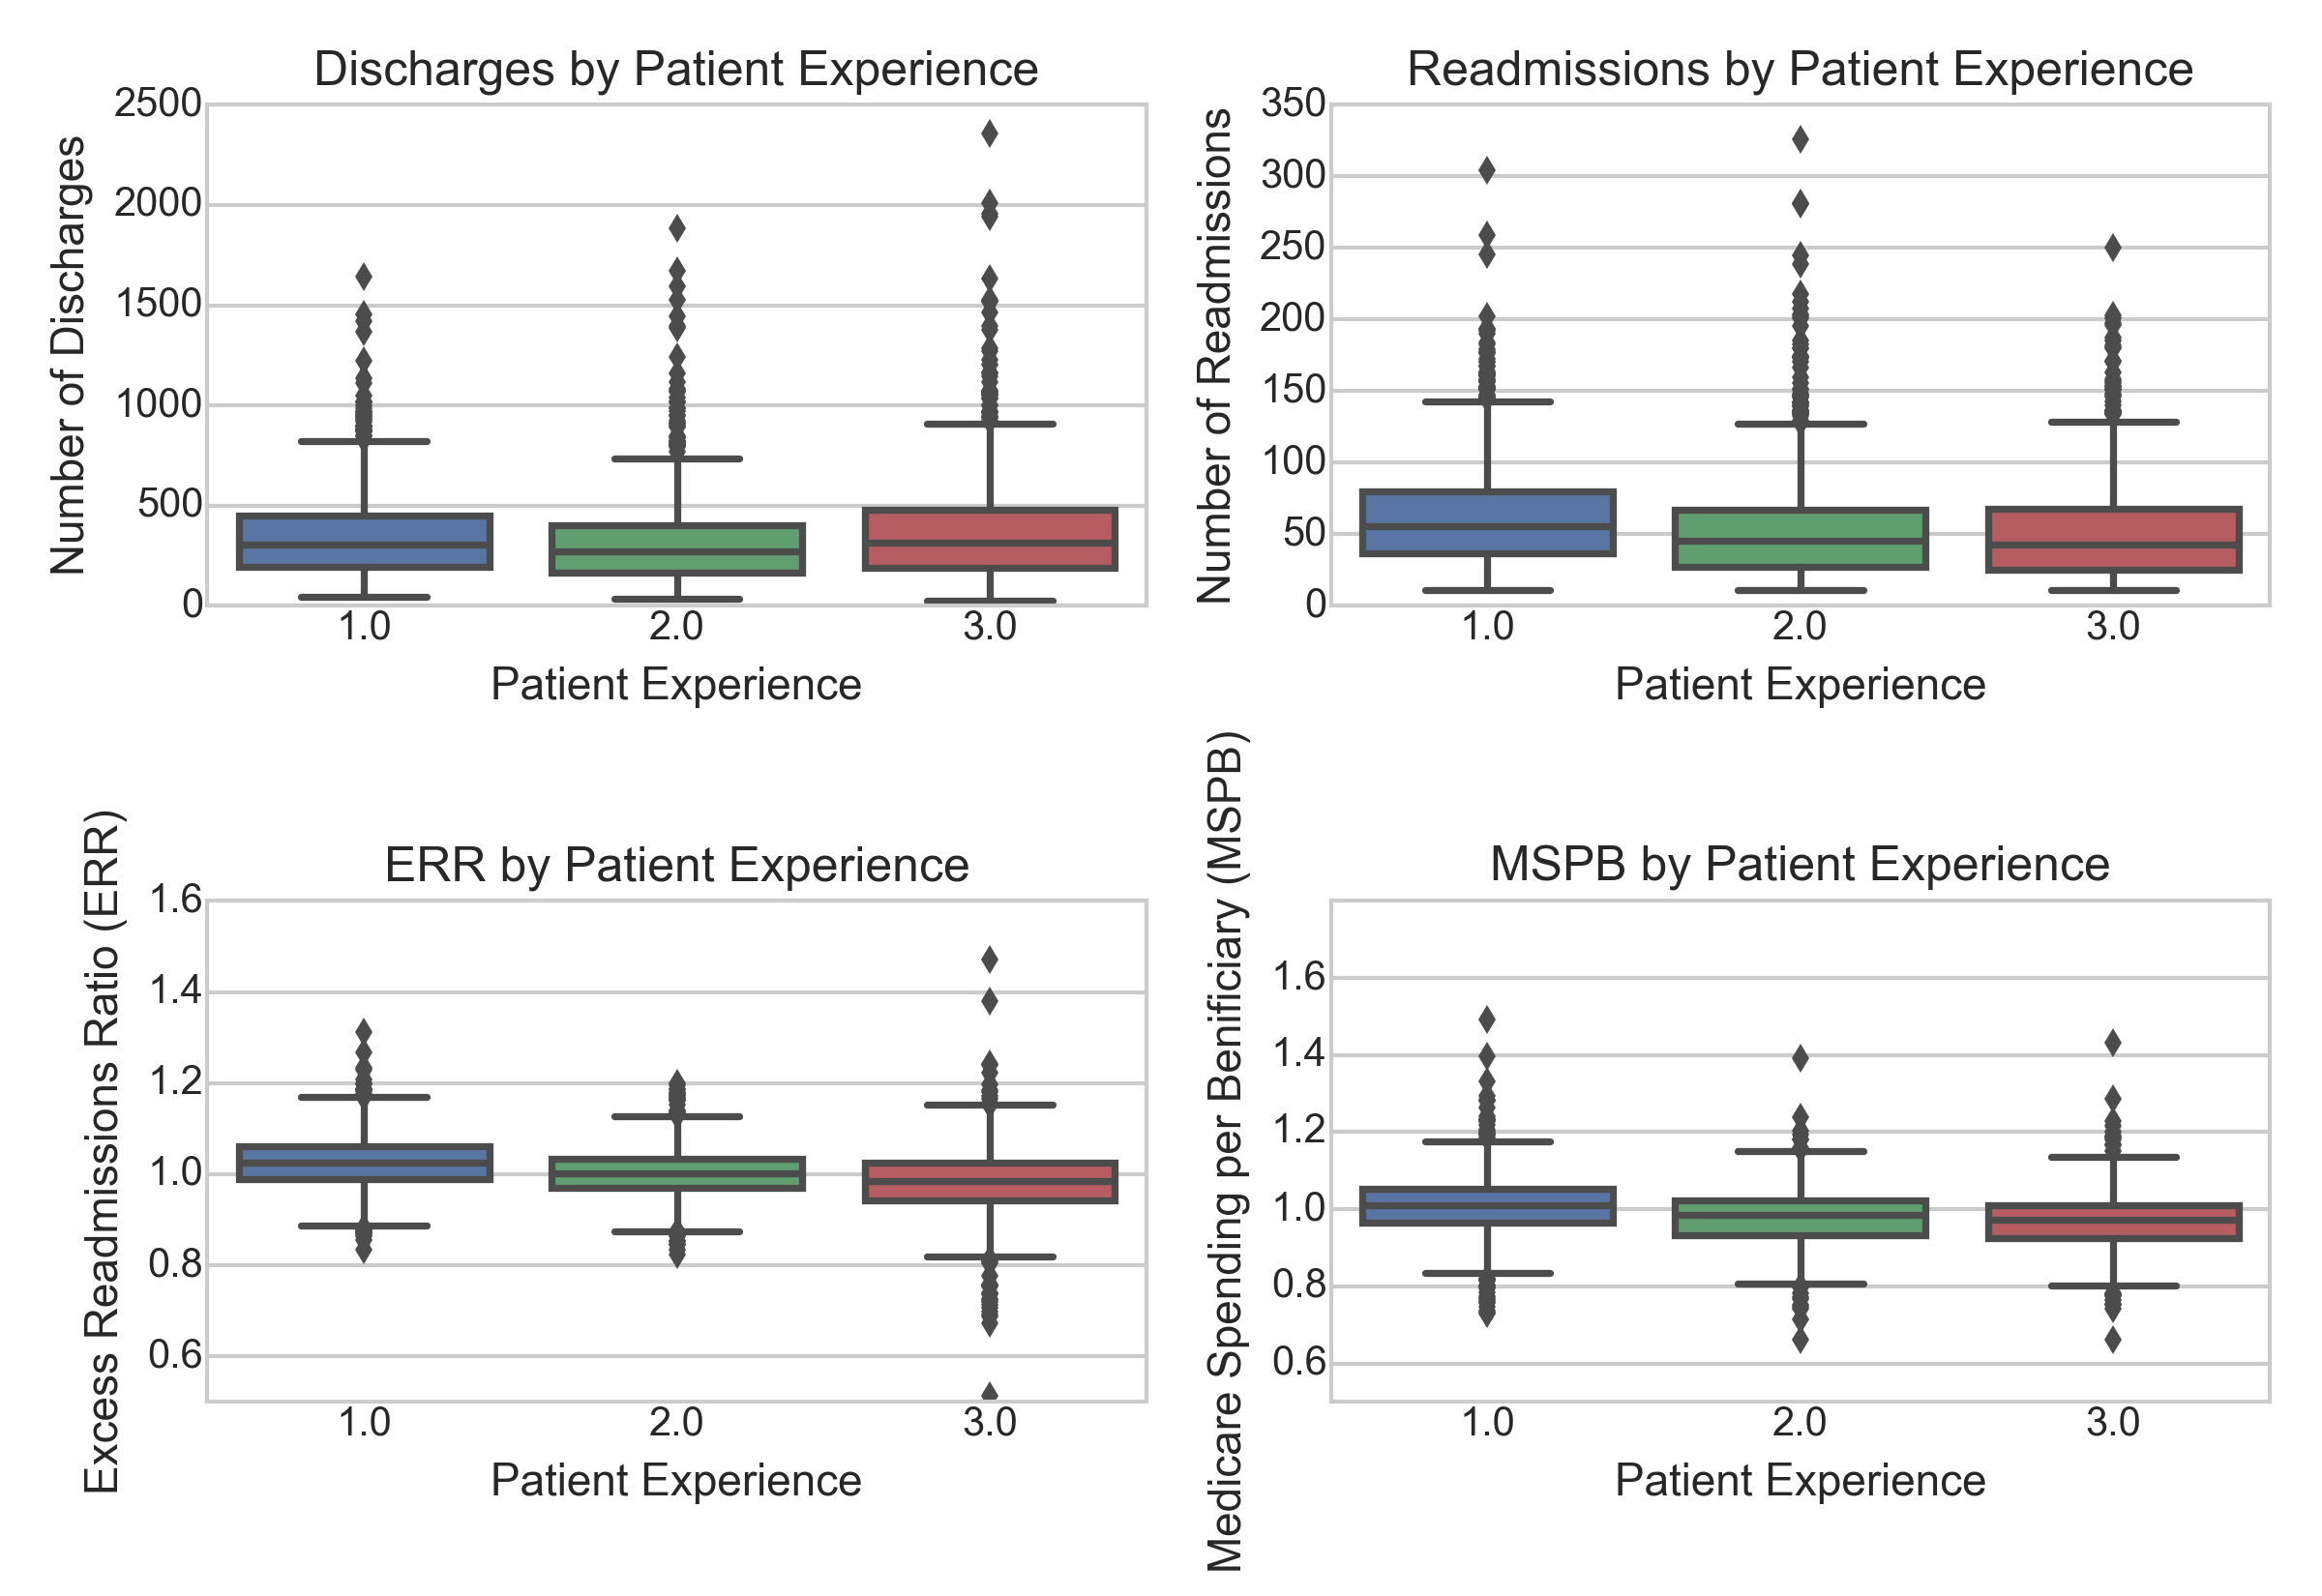 Discharges by Patient Experience
Number of Discharges
2500
2000
1500
1000
500
0
1.0 2.0 3.0
Patient Experience
Readmissions by Patient Experience
Number of Readmissions
350
300
250
200
150
100
50
0
1.0 2.0 3.0
Patient Experience
ERR by Patient Experience
Excess Readmissions Ratio (ERR)
1.6
1.4
1.2
1.0
0.8
0.6
1.0 2.0 3.0
Patient Experience
MSPB by Patient Experience
Medicare Spending per Benificiary (MSPB)
1.6
1.4
1.2
1.0
0.8
0.6
1.0 2.0 3.0
Patient Experience